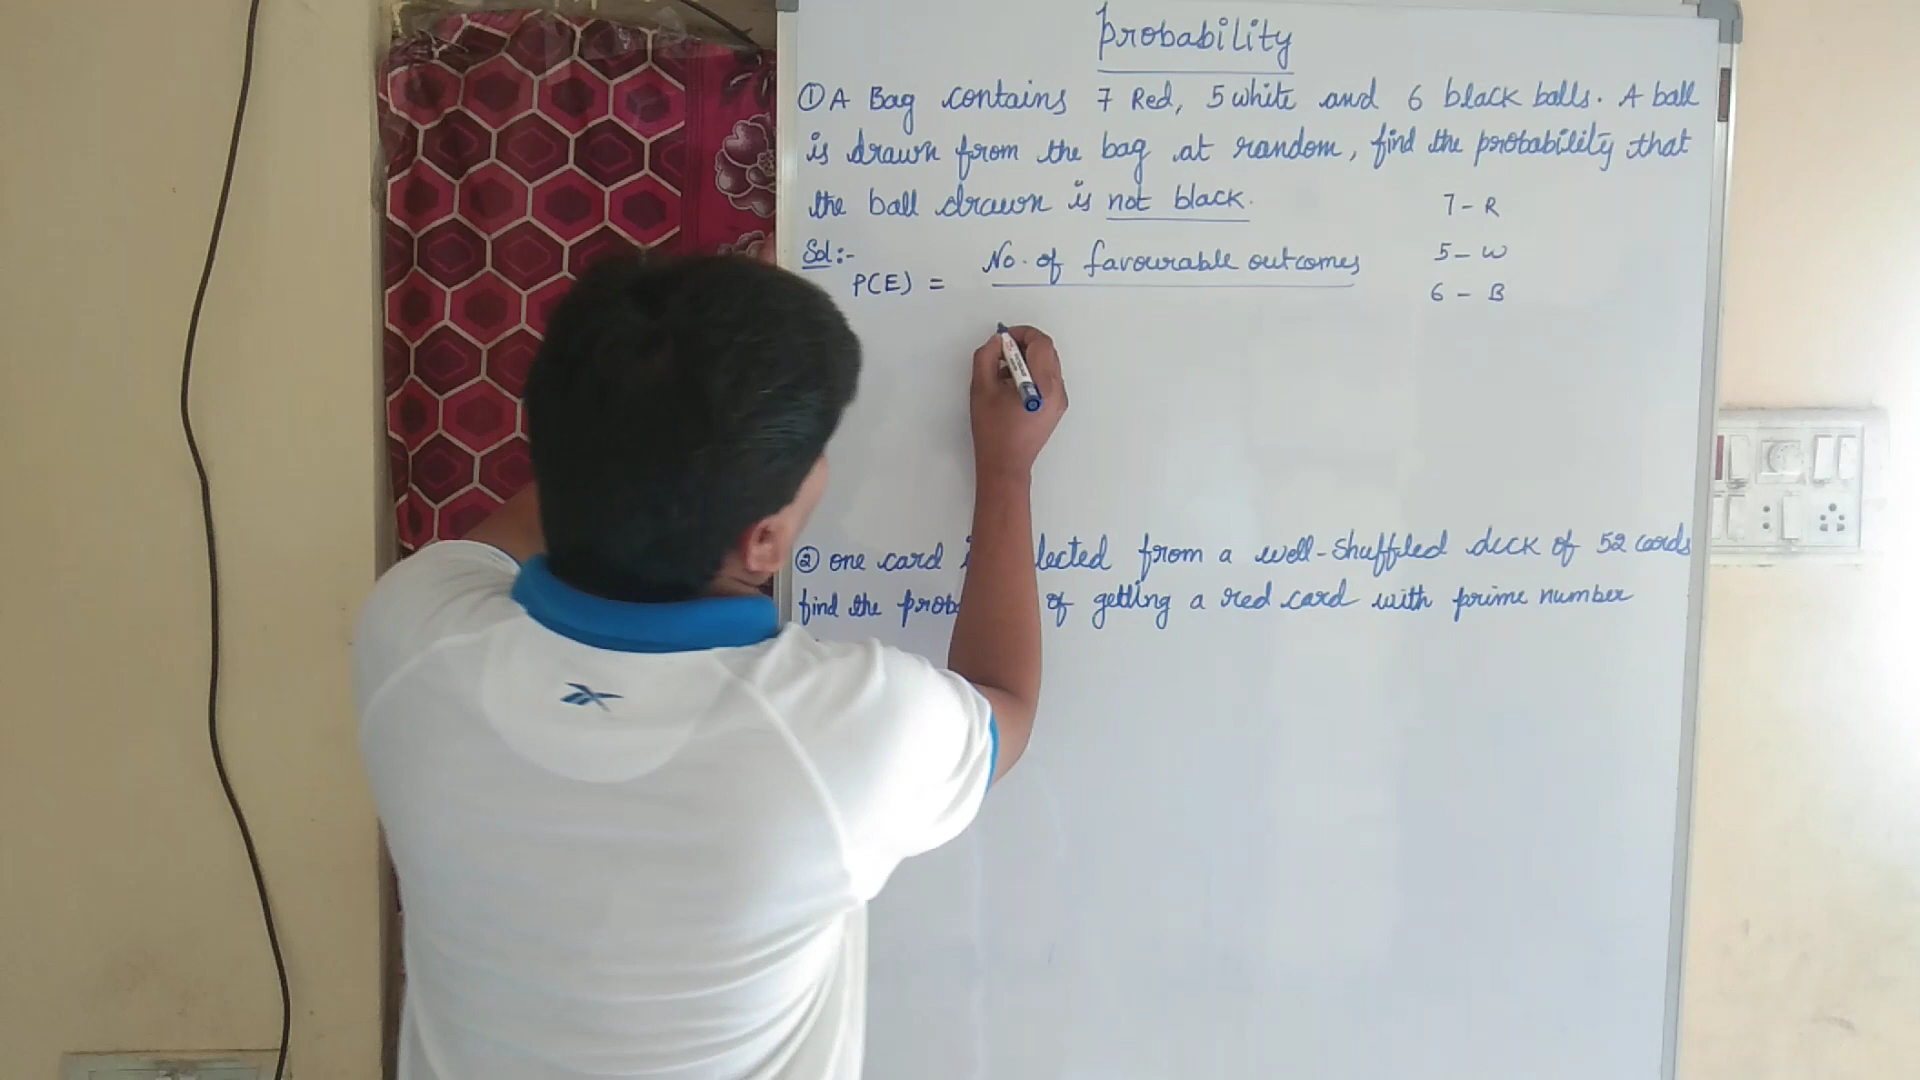 Probability
① A Bag contains 7 Red, 5 white and 6 black balls. A ball
is drawn from the bag at random, find the probability that
the ball drawn is not black.
7 - R
Sol:-
5 - W
P(E) = No. of favourable outcomes
6 - B
② one card from a well-shuffled deck of 52 cards
find the of getting a red card with prime number